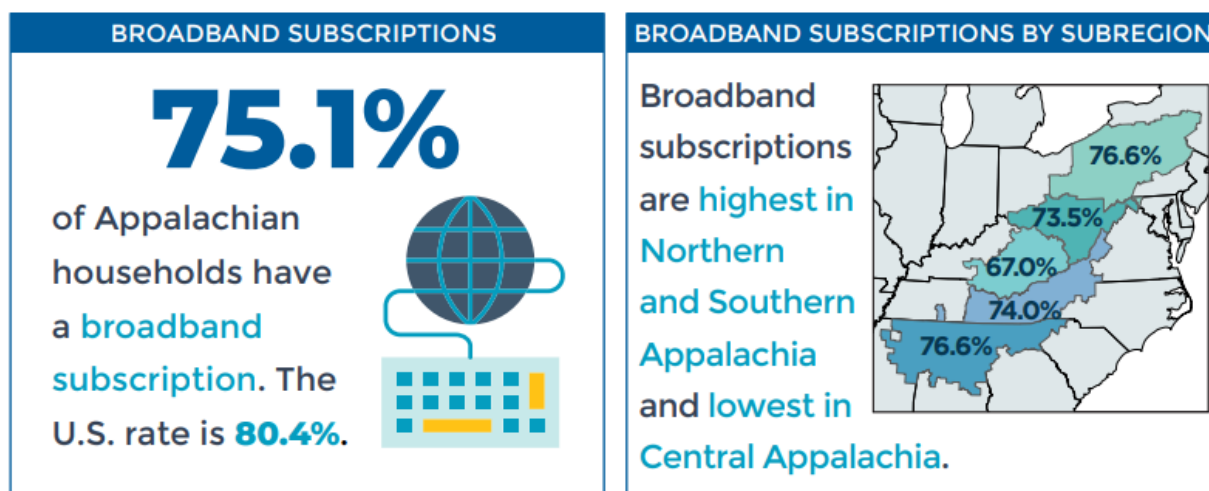 BROADBAND SUBSCRIPTIONS
75.1%
of Appalachian
households have
a broadband
subscription. The
U.S. rate is 80.4%.
BROADBAND SUBSCRIPTIONS BY SUBREGION
Broadband
subscriptions
are highest in
Northern
and Southern
Appalachia
and lowest in
Central Appalachia.
76.6%
73.5%
67.0%
74.0%
76.6%